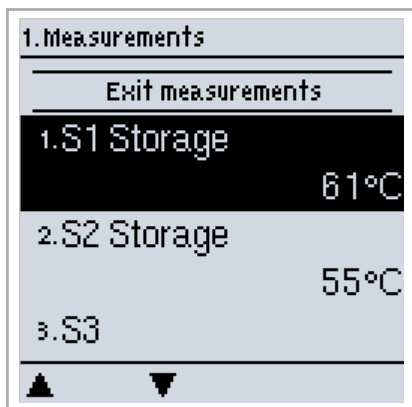 1.Measurements
Exit measurements
1.S1 Storage
61°C
2.S2 Storage
55°C
3.S3